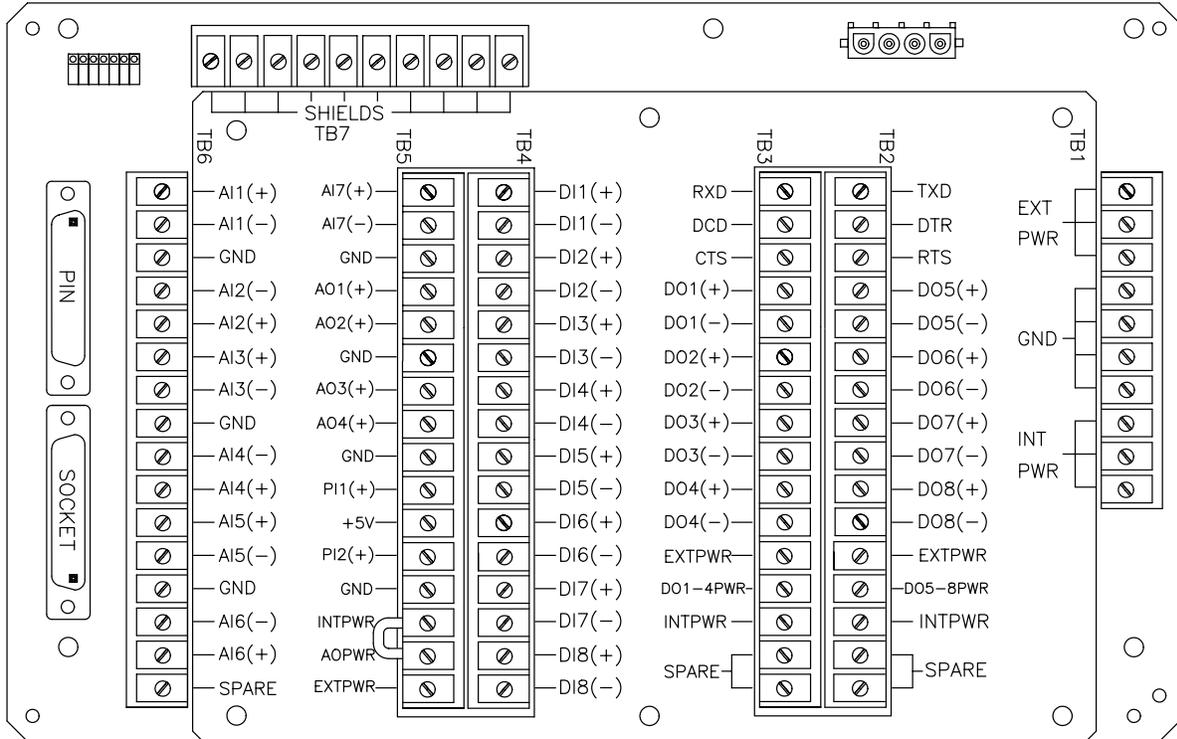 SHIELDS
TB7
TB6
TB5
TB4
TB3
TB2
TB1
AI1(+) AI7(+) DI1(+) RXD TXD
AI1(-) AI7(-) DI1(-) DCD DTR
GND GND DI2(+) CTS RTS
AI2(-) AO1(+) DI2(-) DO1(+) DO5(+)
AI2(+) AO2(+) DI3(+) DO1(-) DO5(-)
AI3(+) GND DI3(-) DO2(+) DO6(+)
AI3(-) AO3(+) DI4(+) DO2(-) DO6(-)
GND AO4(+) DI4(-) DO3(+) DO7(+)
AI4(-) GND DI5(+) DO3(-) DO7(-)
AI4(+) PI1(+) DI5(-) DO4(+) DO8(+)
AI5(+) +5V DI6(+) DO4(-) DO8(-)
AI5(-) PI2(+) DI6(-) EXTPWR EXTPWR
GND GND DI7(+) DO1-4PWR DO5-8PWR
AI6(-) INTPWR DI7(-) INTPWR INTPWR
AI6(+) AOPWR DI8(+) SPARE SPARE
SPARE EXTPWR DI8(-)
EXT
PWR
GND
INT
PWR
PIN
SOCKET